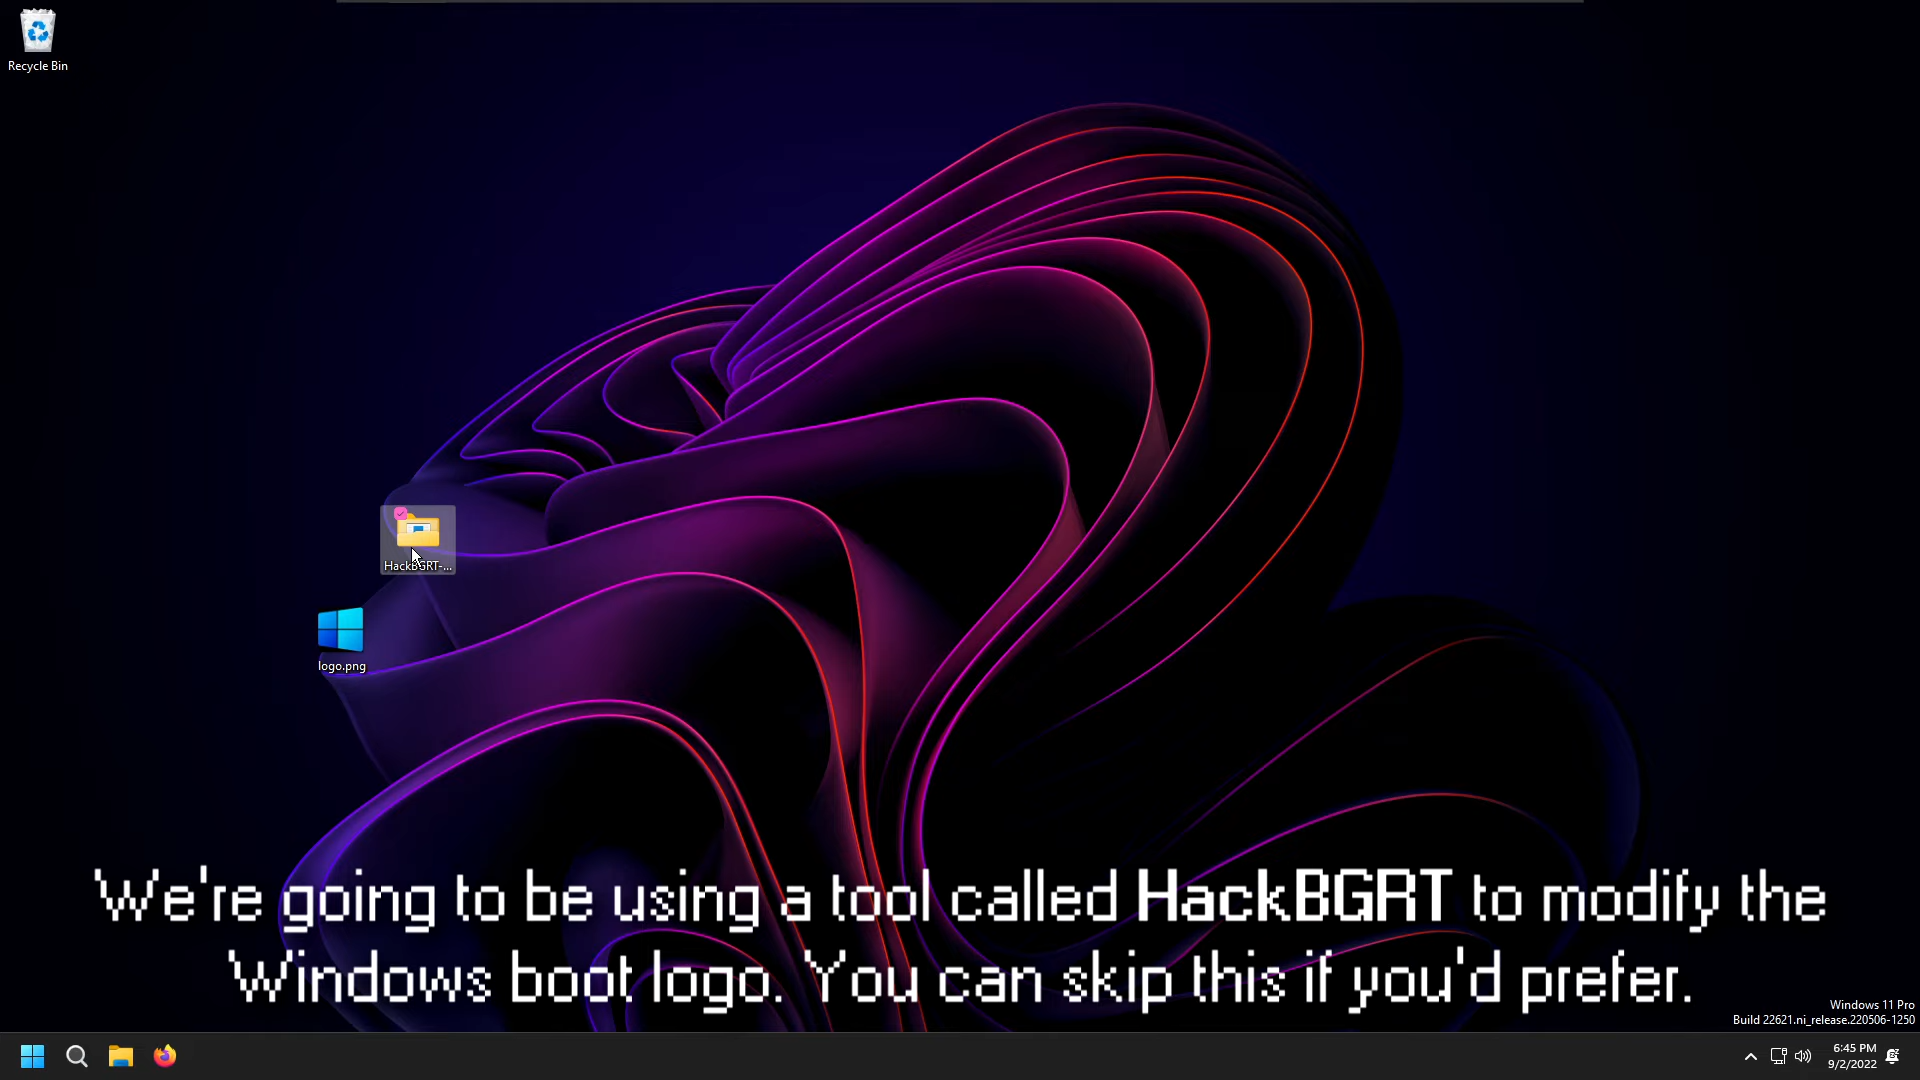 Recycle Bin
HackBGRT-...
logo.png
We're going to be using a tool called HackBGRT to modify the
Windows boot logo. You can skip this if you'd prefer.
Windows 11 Pro
Build 22621.ni_release.220506-1250
6:45 PM
9/2/2022